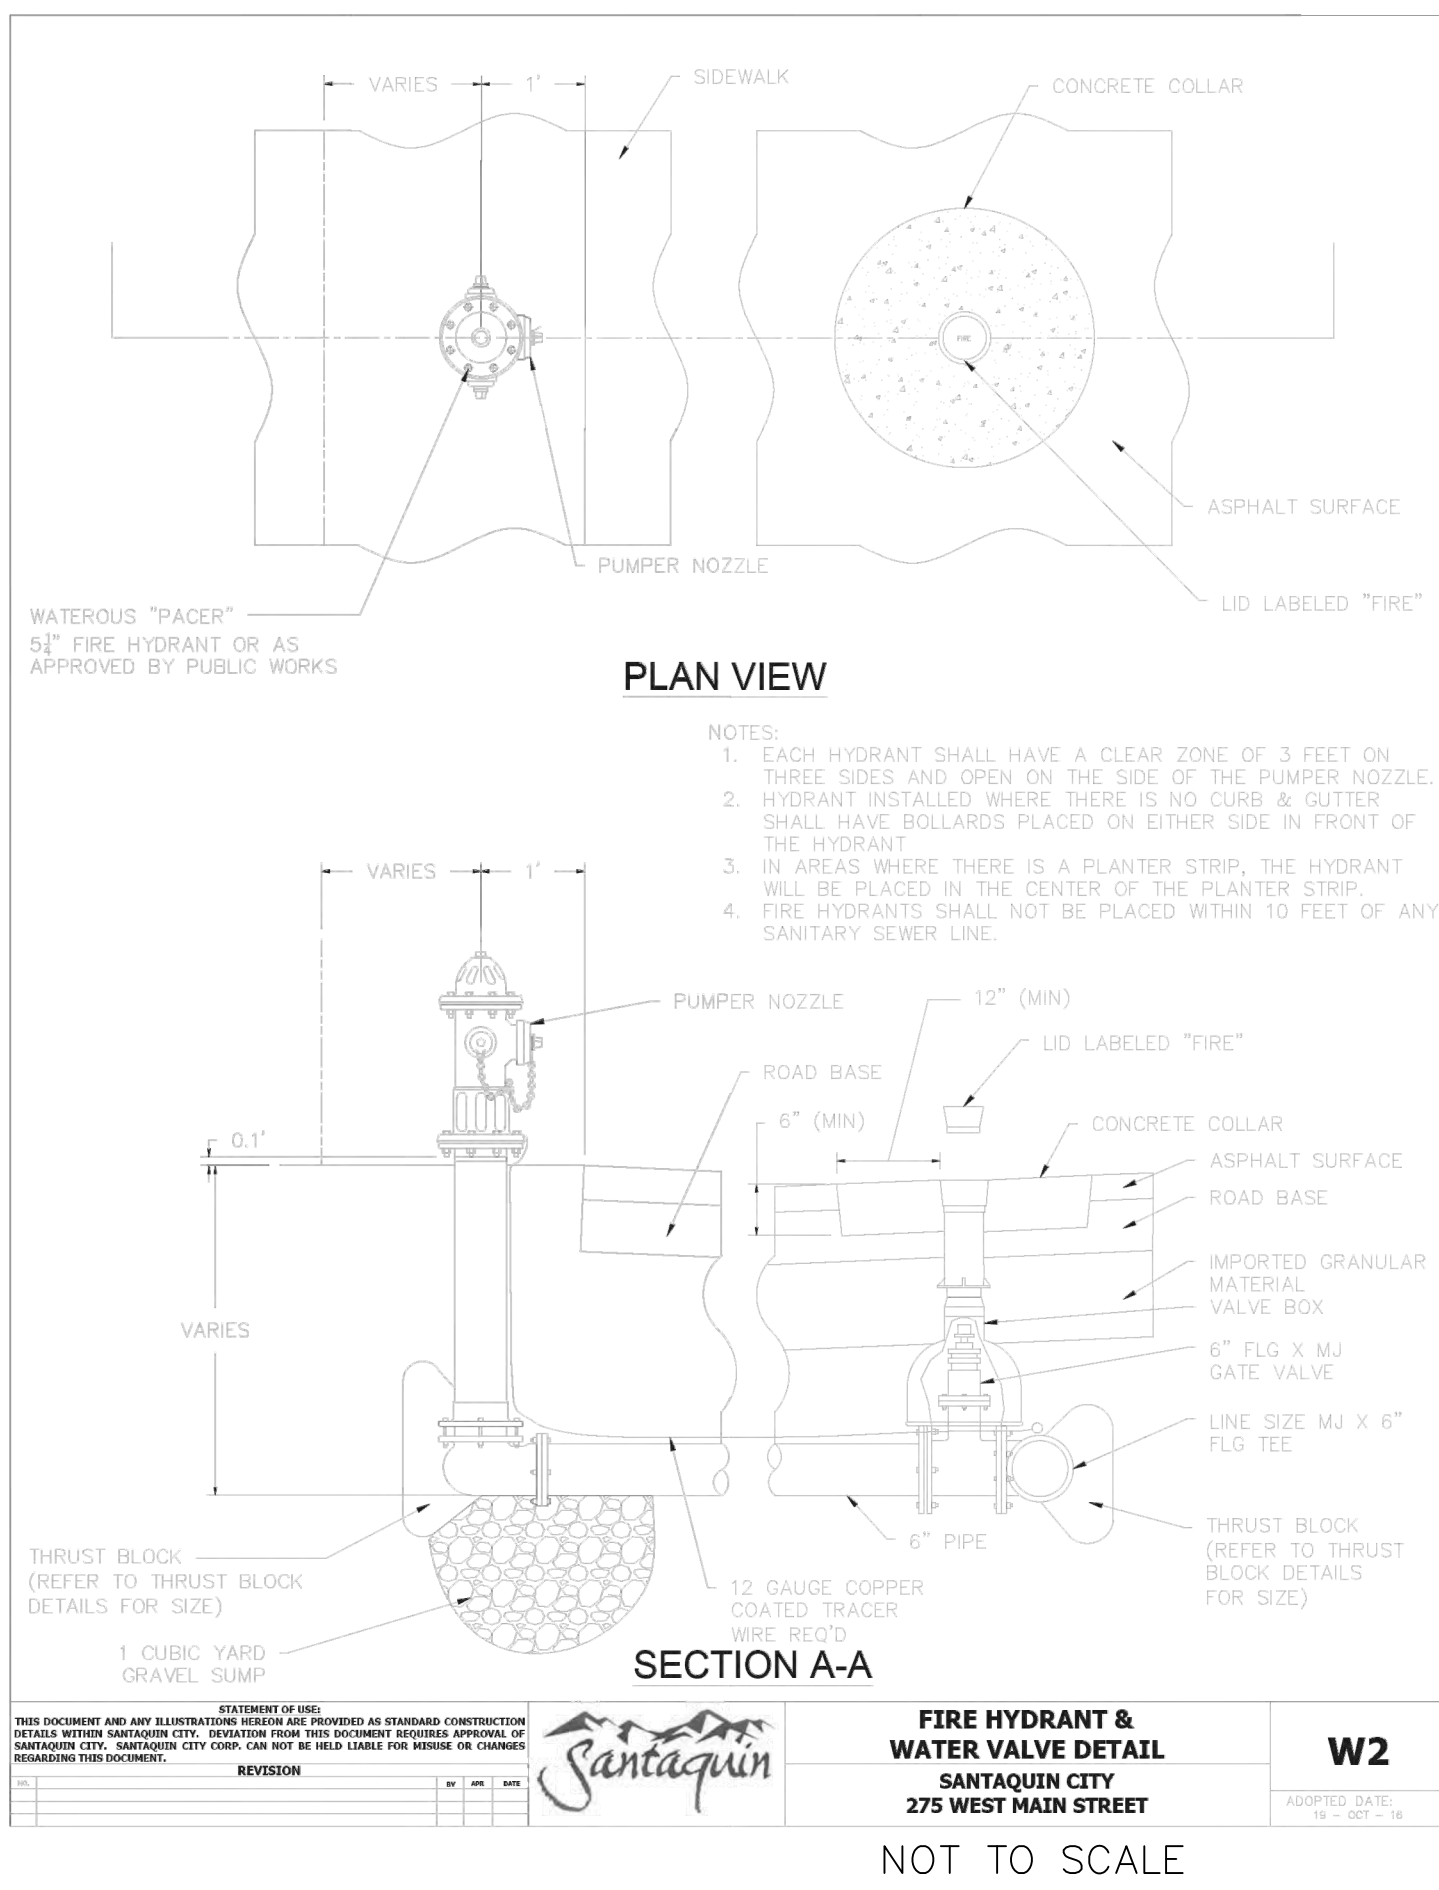 VARIES
1'
SIDEWALK
CONCRETE COLLAR
FIRE
ASPHALT SURFACE
PUMPER NOZZLE
LID LABELED "FIRE"
WATEROUS "PACER"
5 1/4" FIRE HYDRANT OR AS
APPROVED BY PUBLIC WORKS
PLAN VIEW
NOTES:
1. EACH HYDRANT SHALL HAVE A CLEAR ZONE OF 3 FEET ON
THREE SIDES AND OPEN ON THE SIDE OF THE PUMPER NOZZLE.
2. HYDRANT INSTALLED WHERE THERE IS NO CURB & GUTTER
SHALL HAVE BOLLARDS PLACED ON EITHER SIDE IN FRONT OF
THE HYDRANT
3. IN AREAS WHERE THERE IS A PLANTER STRIP, THE HYDRANT
WILL BE PLACED IN THE CENTER OF THE PLANTER STRIP.
4. FIRE HYDRANTS SHALL NOT BE PLACED WITHIN 10 FEET OF ANY
SANITARY SEWER LINE.
VARIES
1'
PUMPER NOZZLE
12" (MIN)
LID LABELED "FIRE"
ROAD BASE
6" (MIN)
CONCRETE COLLAR
0.1'
ASPHALT SURFACE
ROAD BASE
IMPORTED GRANULAR
MATERIAL
VALVE BOX
VARIES
6" FLG X MJ
GATE VALVE
LINE SIZE MJ X 6"
FLG TEE
THRUST BLOCK
(REFER TO THRUST
BLOCK DETAILS
FOR SIZE)
6" PIPE
THRUST BLOCK
(REFER TO THRUST BLOCK
DETAILS FOR SIZE)
12 GAUGE COPPER
COATED TRACER
WIRE REQ'D
1 CUBIC YARD
GRAVEL SUMP
SECTION A-A
STATEMENT OF USE:
THIS DOCUMENT AND ANY ILLUSTRATIONS HEREON ARE PROVIDED AS STANDARD CONSTRUCTION
DETAILS WITHIN SANTAQUIN CITY. DEVIATION FROM THIS DOCUMENT REQUIRES APPROVAL OF
SANTAQUIN CITY. SANTAQUIN CITY CORP. CAN NOT BE HELD LIABLE FOR MISUSE OR CHANGES
REGARDING THIS DOCUMENT.
REVISION
NO.
BY APR DATE
Santaquin
FIRE HYDRANT &
WATER VALVE DETAIL
SANTAQUIN CITY
275 WEST MAIN STREET
W2
ADOPTED DATE:
19 - OCT - 16
NOT TO SCALE